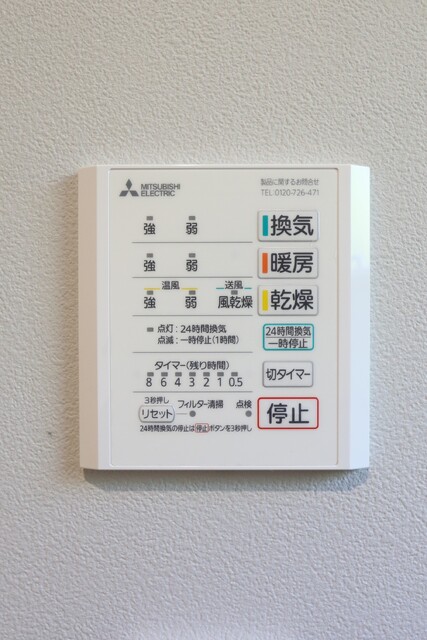 MITSUBISHI
ELECTRIC
製品に関するお問合せ
TEL:0120-726-471
強 弱 換気
強 弱 暖房
温風 送風
強 弱 風乾燥 乾燥
点灯：24時間換気
点滅：一時停止(1時間)
24時間換気
一時停止
タイマー(残り時間)
8 6 4 3 2 1 0.5
切タイマー
3秒押し
リセット フィルター清掃 点検
停止
24時間換気の停止は停止ボタンを3秒押し